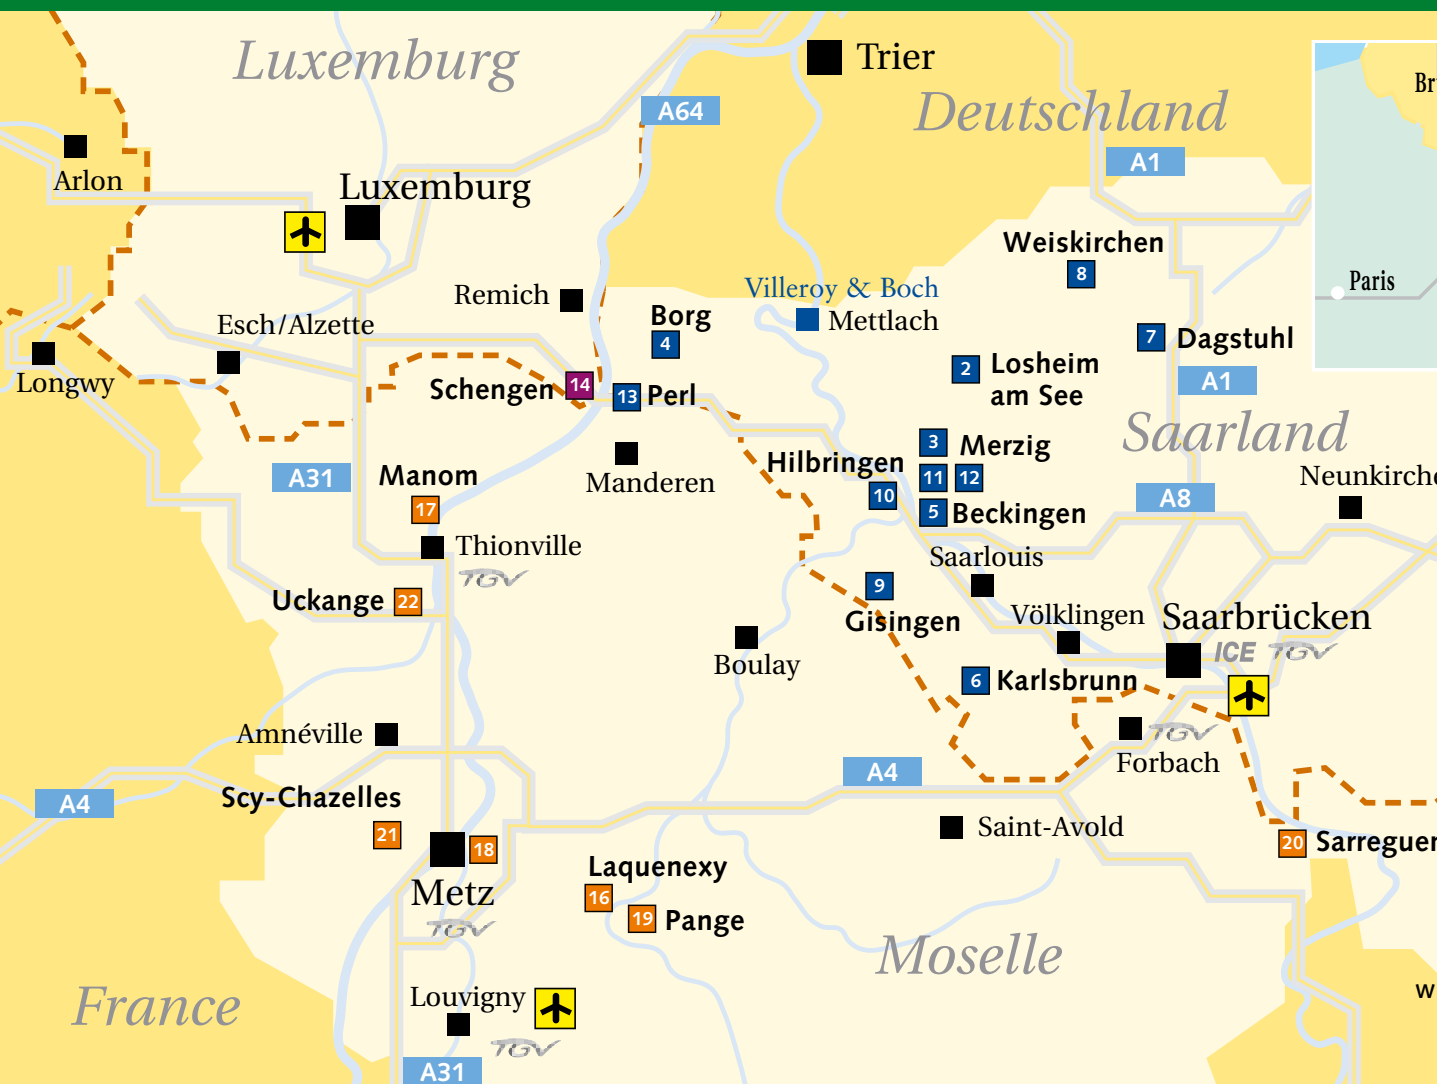 Luxemburg
Trier
Deutschland
A64
A1
Arlon
Luxemburg
Weiskirchen
8
Paris
Remich
Villeroy & Boch
Mettlach
Borg
4
Esch/Alzette
7
Dagstuhl
Longwy
Losheim
am See
2
A1
Schengen
14
13
Perl
Saarland
3
Merzig
Hilbringen
11
12
10
A31
Manom
17
Manderen
A8
5
Beckingen
Thionville
TGV
Saarlouis
9
Gisingen
Uckange
22
Völklingen
Saarbrücken
ICE
TGV
Boulay
6
Karlsbrunn
Amnéville
TGV
Forbach
A4
A4
Scy-Chazelles
21
18
Metz
TGV
Saint-Avold
20
Laquenexy
16
19
Pange
Moselle
France
Louvigny
TGV
A31